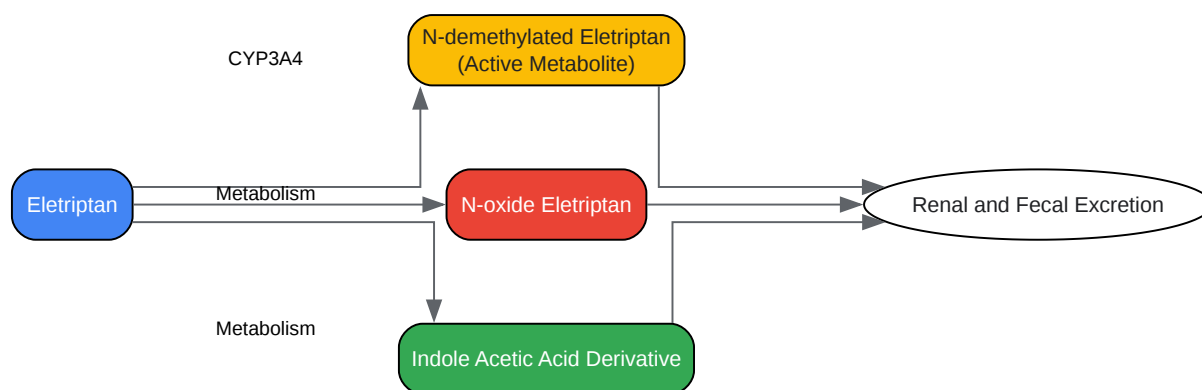 N-demethylated Eletriptan
(Active Metabolite)
CYP3A4
Eletriptan
Metabolism
N-oxide Eletriptan
Renal and Fecal Excretion
Metabolism
Indole Acetic Acid Derivative